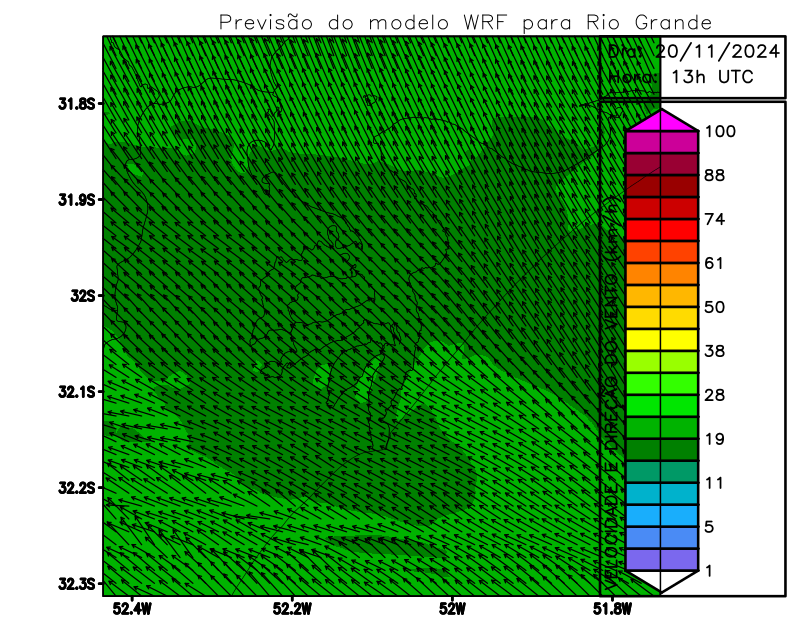 Previsão do modelo WRF para Rio Grande
Dia: 20/11/2024
Hora: 13h UTC
31.8S
31.9S
32S
32.1S
32.2S
32.3S
52.4W
52.2W
52W
51.8W
VELOCIDADE E DIREÇÃO DO VENTO (km/h)
100
88
74
61
50
38
28
19
11
5
1